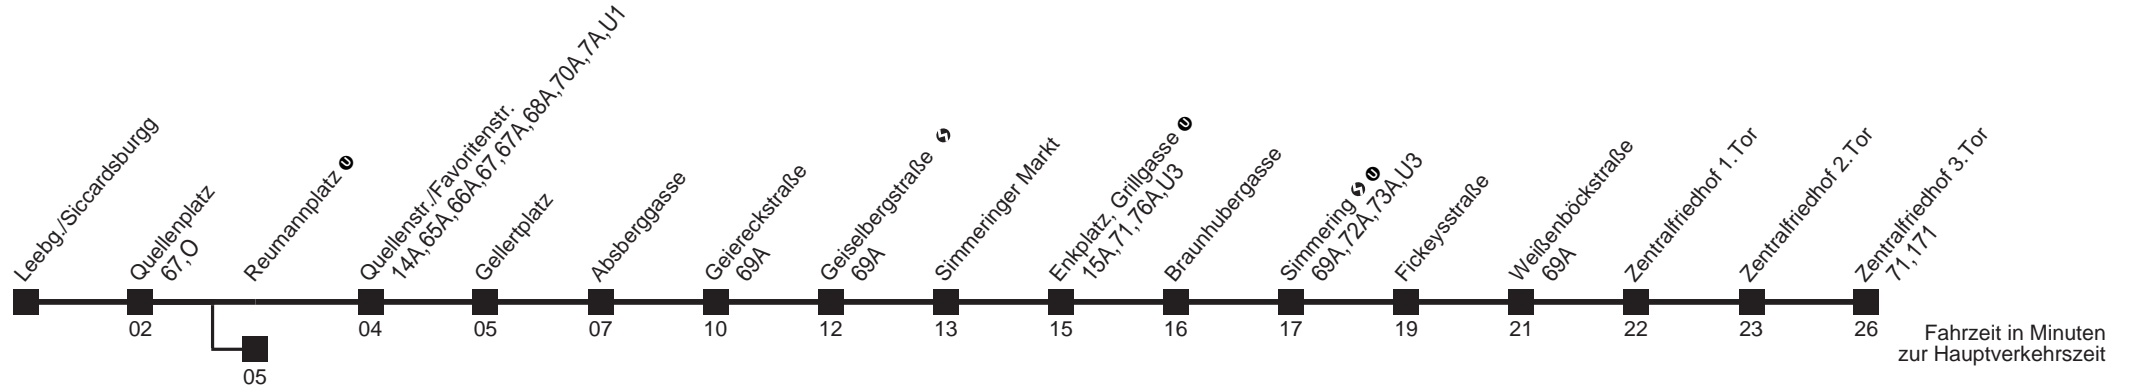 Leebg./Siccardsburgg
Quellenplatz
67,O
Reumannplatz U
Quellenstr./Favoritenstr.
14A,65A,66A,67,67A,68A,70A,7A,U1
Gellertplatz
Absberggasse
Geiereckstraße
69A
Geiselbergstraße S
69A
Simmeringer Markt
Enkplatz, Grillgasse U
15A,71,76A,U3
Braunhubergasse
Simmering S U
69A,72A,73A,U3
Fickeysstraße
Weißenböckstraße
69A
Zentralfriedhof 1.Tor
Zentralfriedhof 2.Tor
Zentralfriedhof 3.Tor
71,171
02 04 05 07 10 12 13 15 16 17 19 21 22 23 26
05
Fahrzeit in Minuten
zur Hauptverkehrszeit